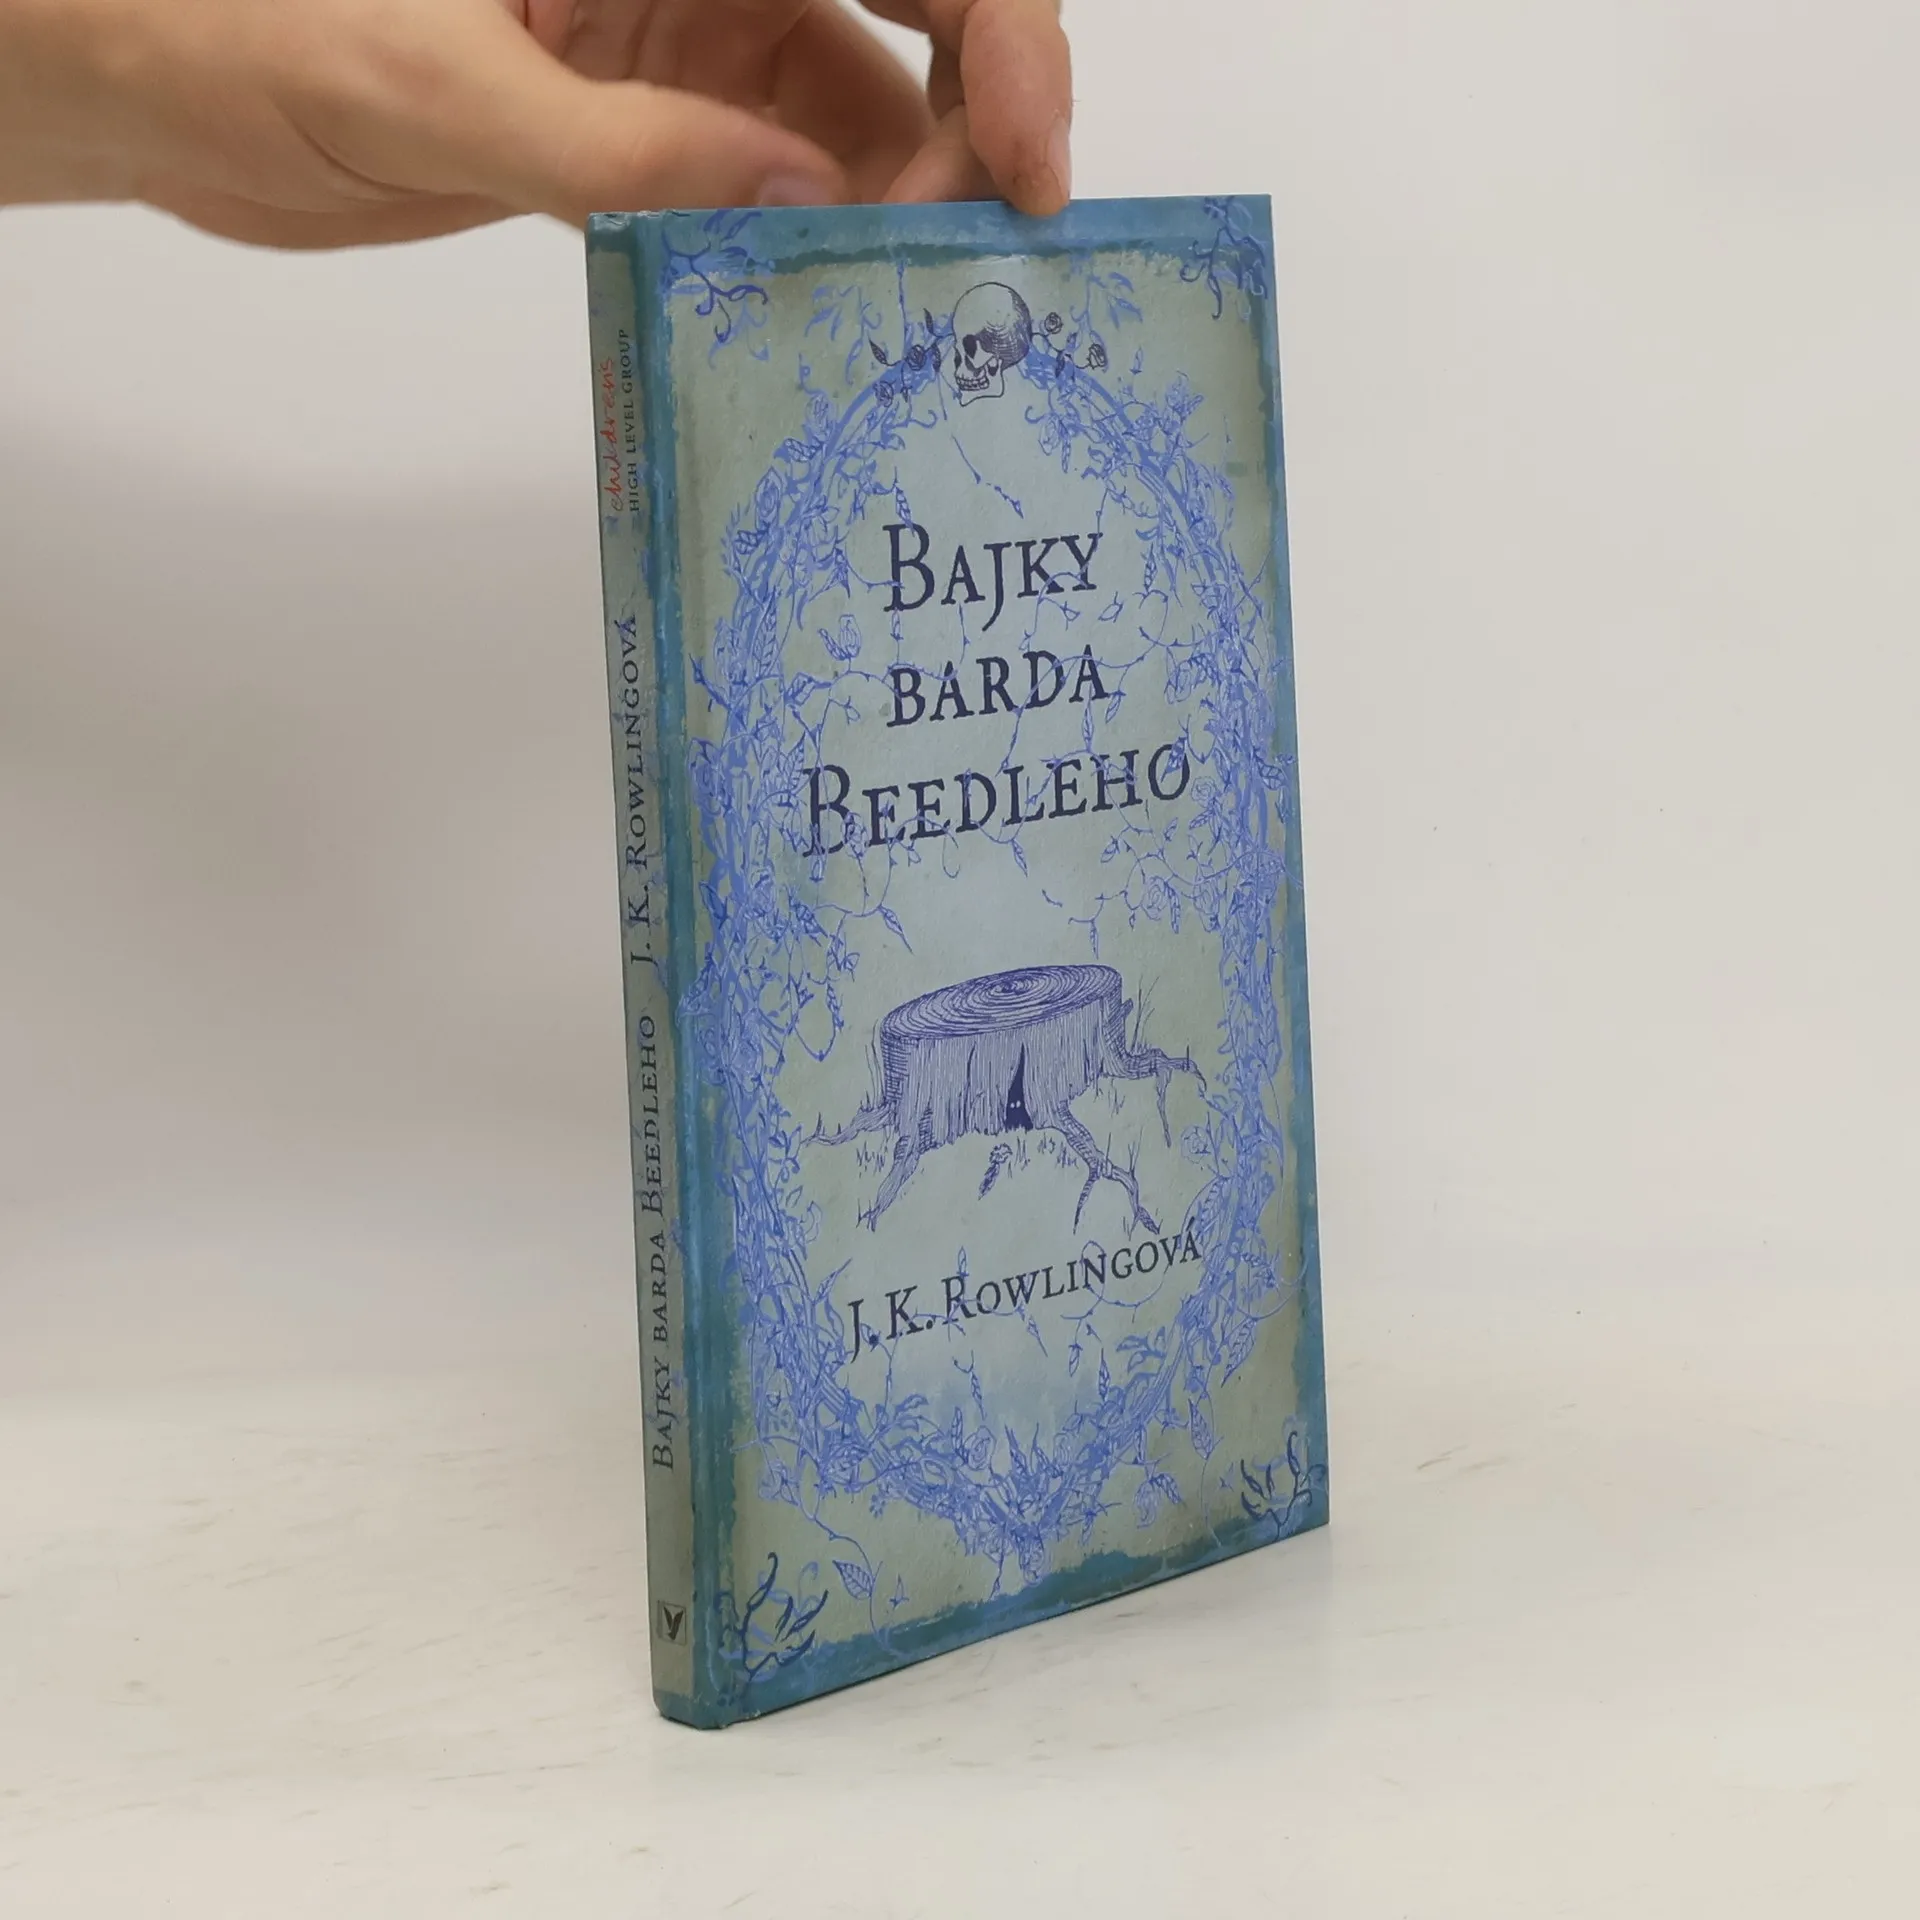 children's
HIGH LEVEL GROUP
J. K. ROWLINGOVÁ
BAJKY BARDA BEEDLEHO
BAJKY
BARDA
BEEDLEHO
J. K. ROWLINGOVÁ